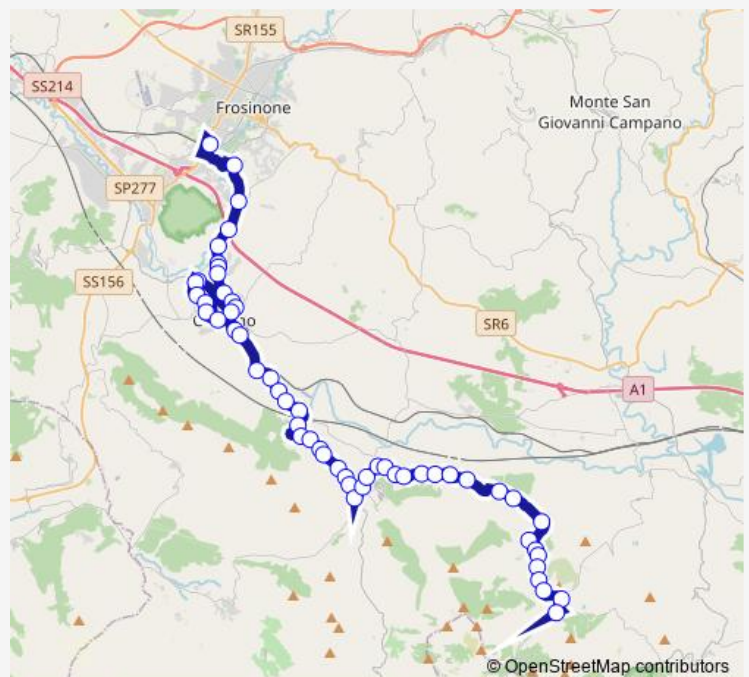 SR155
SS214
Frosinone
Monte San
Giovanni Campano
SP277
SS156
SR6
A1
© OpenStreetMap contributors